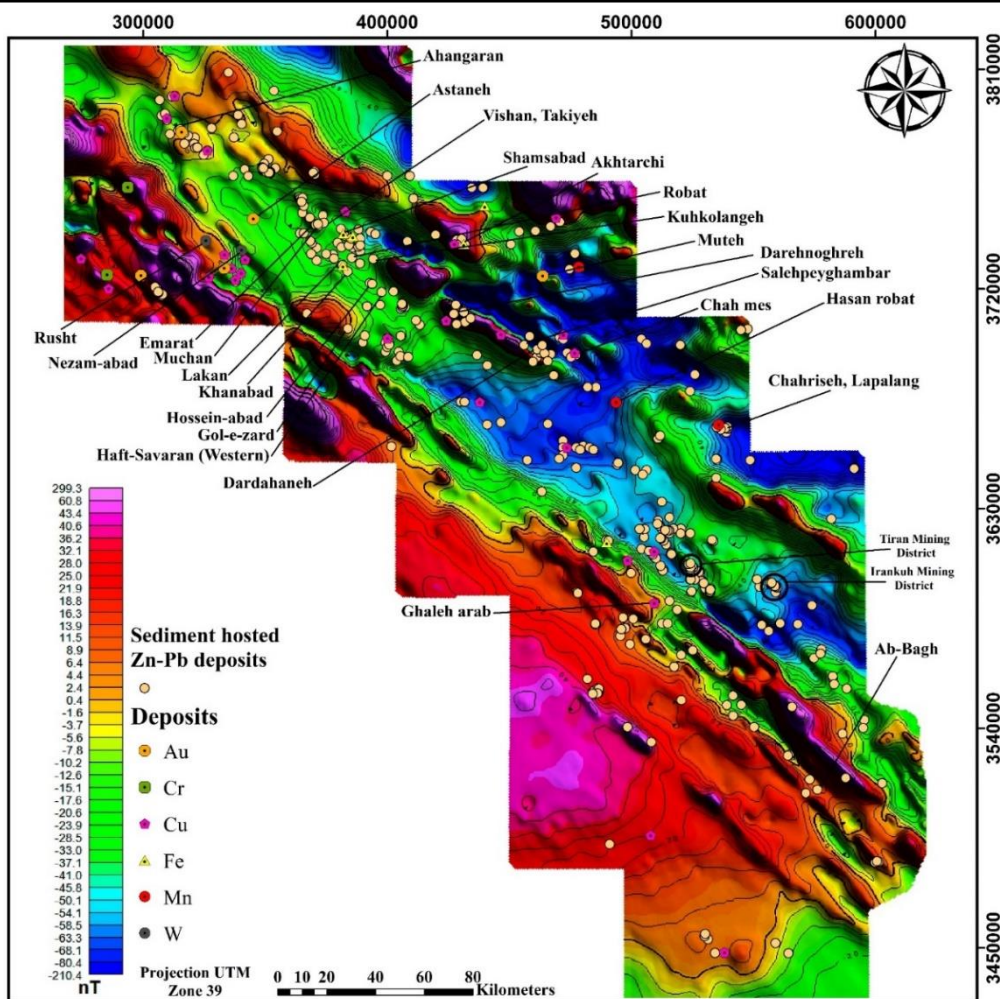 300000 400000 500000 600000
3810000
3720000
3630000
3540000
3450000
Ahangaran
Astaneh
Vishan, Takiyeh
Shamsabad Akhtarchi
Robat
Kuhkolangeh
Muteh
Darehnoghreh
Salehpeyghambar
Chah mes
Hasan robat
Chahriseh, Lapalang
Rusht
Nezam-abad
Emarat
Muchan
Lakan
Khanabad
Hossein-abad
Gol-e-zard
Haft-Savaran (Western)
Dardahaneh
Tiran Mining
District
Irankuh Mining
District
Ghaleh arab
Ab-Bagh
299.3
60.8
43.4
40.6
36.2
32.1
28.0
25.0
21.9
18.8
16.3
13.9
11.5
8.9
6.4
4.4
2.4
0.4
-1.6
-3.7
-5.6
-7.8
-10.2
-12.6
-15.1
-17.6
-20.6
-23.9
-28.5
-33.0
-37.1
-41.0
-45.8
-50.1
-54.1
-58.5
-63.3
-68.1
-80.4
-210.4
nT
Sediment hosted
Zn-Pb deposits
Deposits
Au
Cr
Cu
Fe
Mn
W
Projection UTM
Zone 39
0 10 20 40 60 80
Kilometers